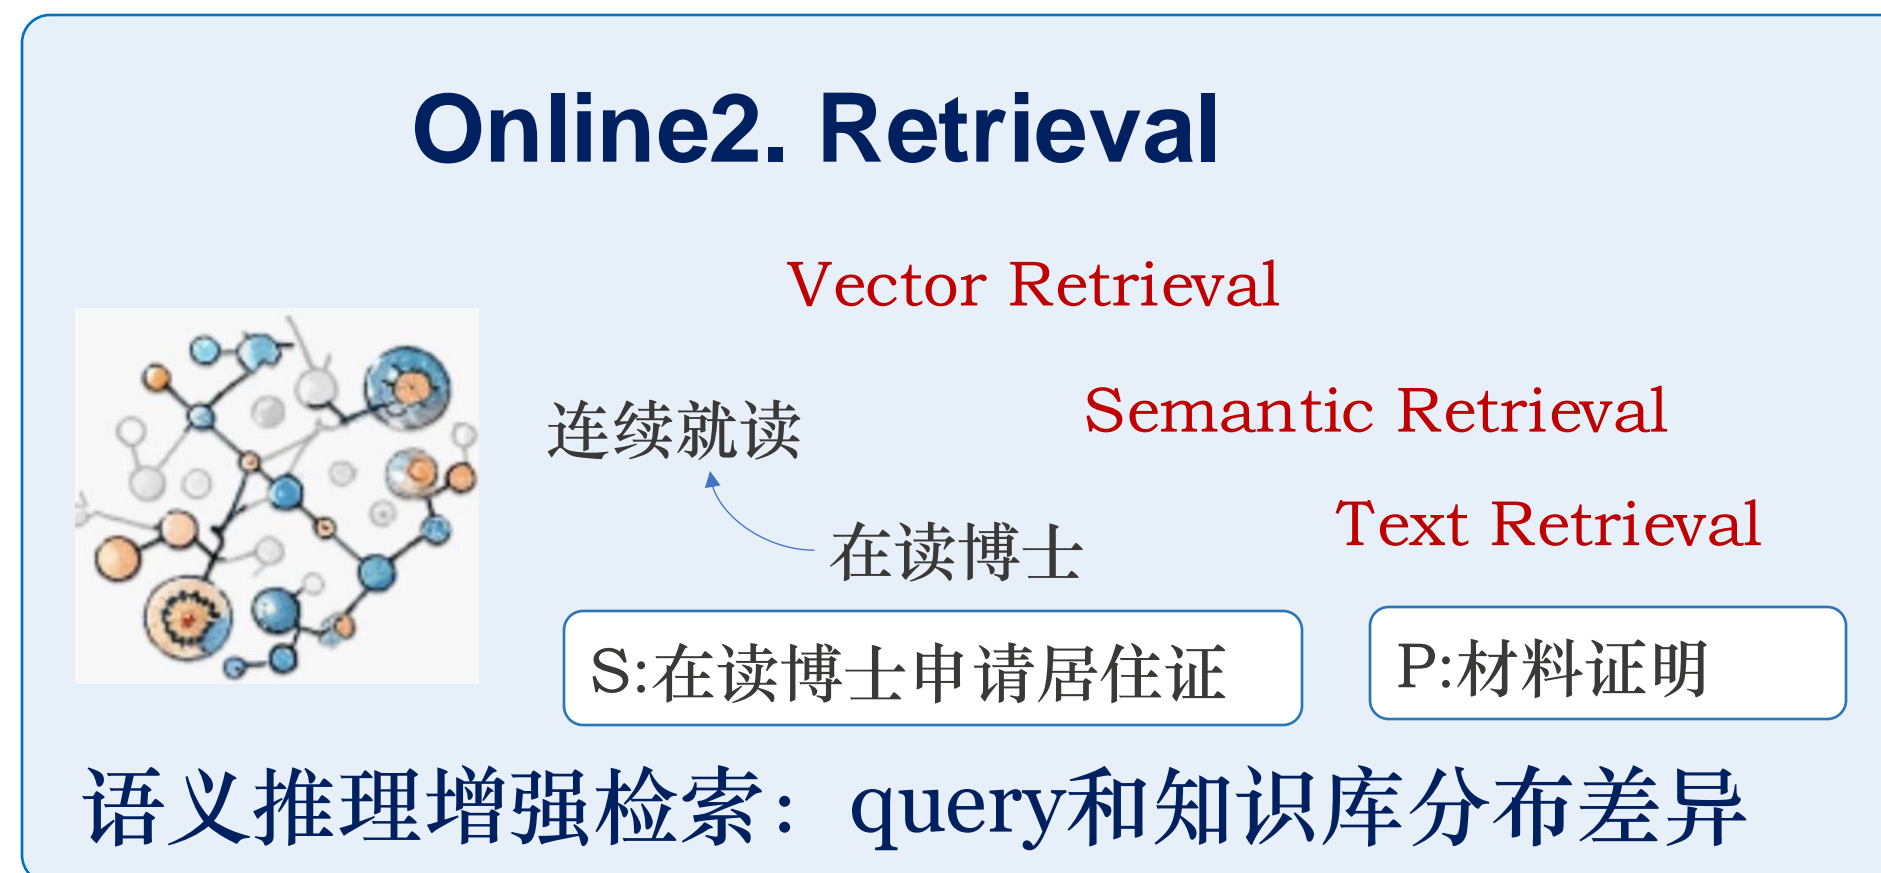 Online2. Retrieval
Vector Retrieval
Semantic Retrieval
连续就读
Text Retrieval
在读博士
S:在读博士申请居住证
P:材料证明
语义推理增强检索：query和知识库分布差异